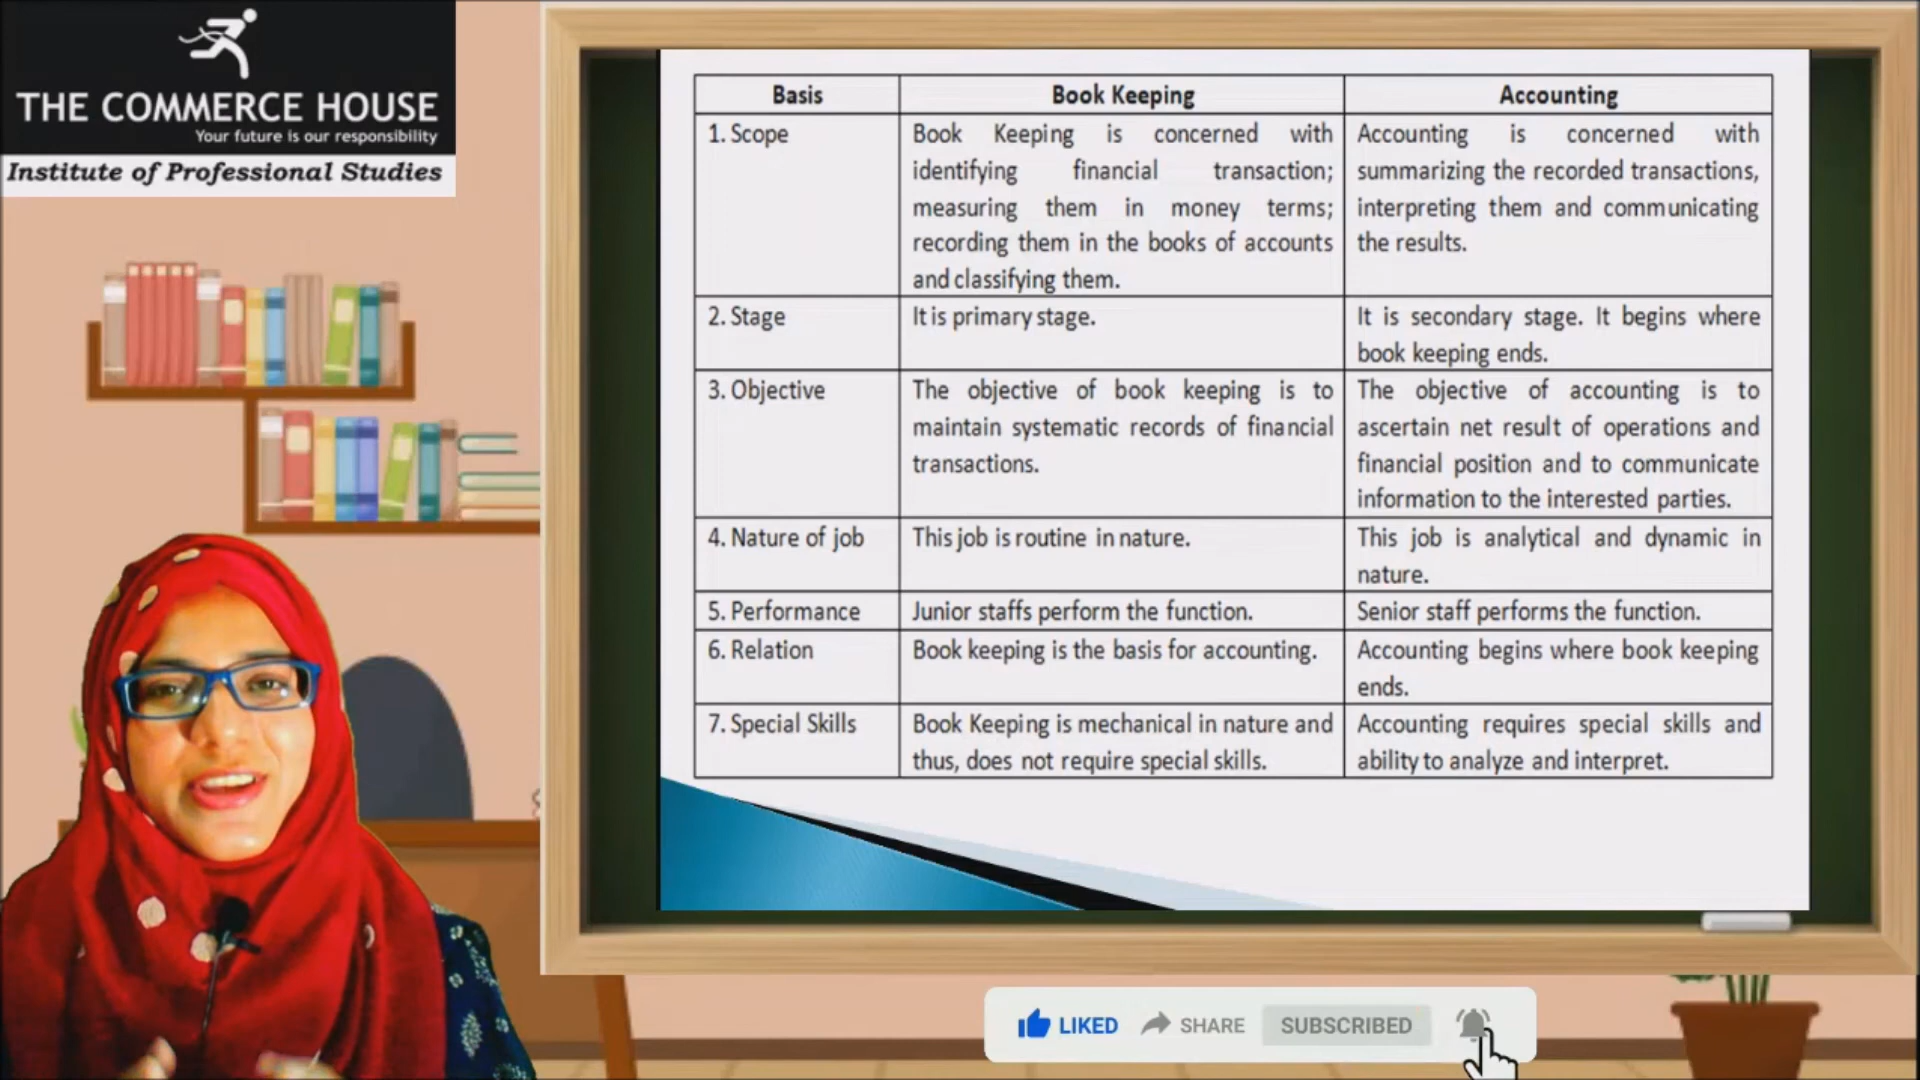 THE COMMERCE HOUSE
Your future is our responsibility
Institute of Professional Studies
Basis
Book Keeping
Accounting
1. Scope
Book Keeping is concerned with
identifying financial transaction;
measuring them in money terms;
recording them in the books of accounts
and classifying them.
Accounting is concerned with
summarizing the recorded transactions,
interpreting them and communicating
the results.
2. Stage
It is primary stage.
It is secondary stage. It begins where
book keeping ends.
3. Objective
The objective of book keeping is to
maintain systematic records of financial
transactions.
The objective of accounting is to
ascertain net result of operations and
financial position and to communicate
information to the interested parties.
4. Nature of job
This job is routine in nature.
This job is analytical and dynamic in
nature.
5. Performance
Junior staffs perform the function.
Senior staff performs the function.
6. Relation
Book keeping is the basis for accounting.
Accounting begins where book keeping
ends.
7. Special Skills
Book Keeping is mechanical in nature and
thus, does not require special skills.
Accounting requires special skills and
ability to analyze and interpret.
LIKED
SHARE
SUBSCRIBED